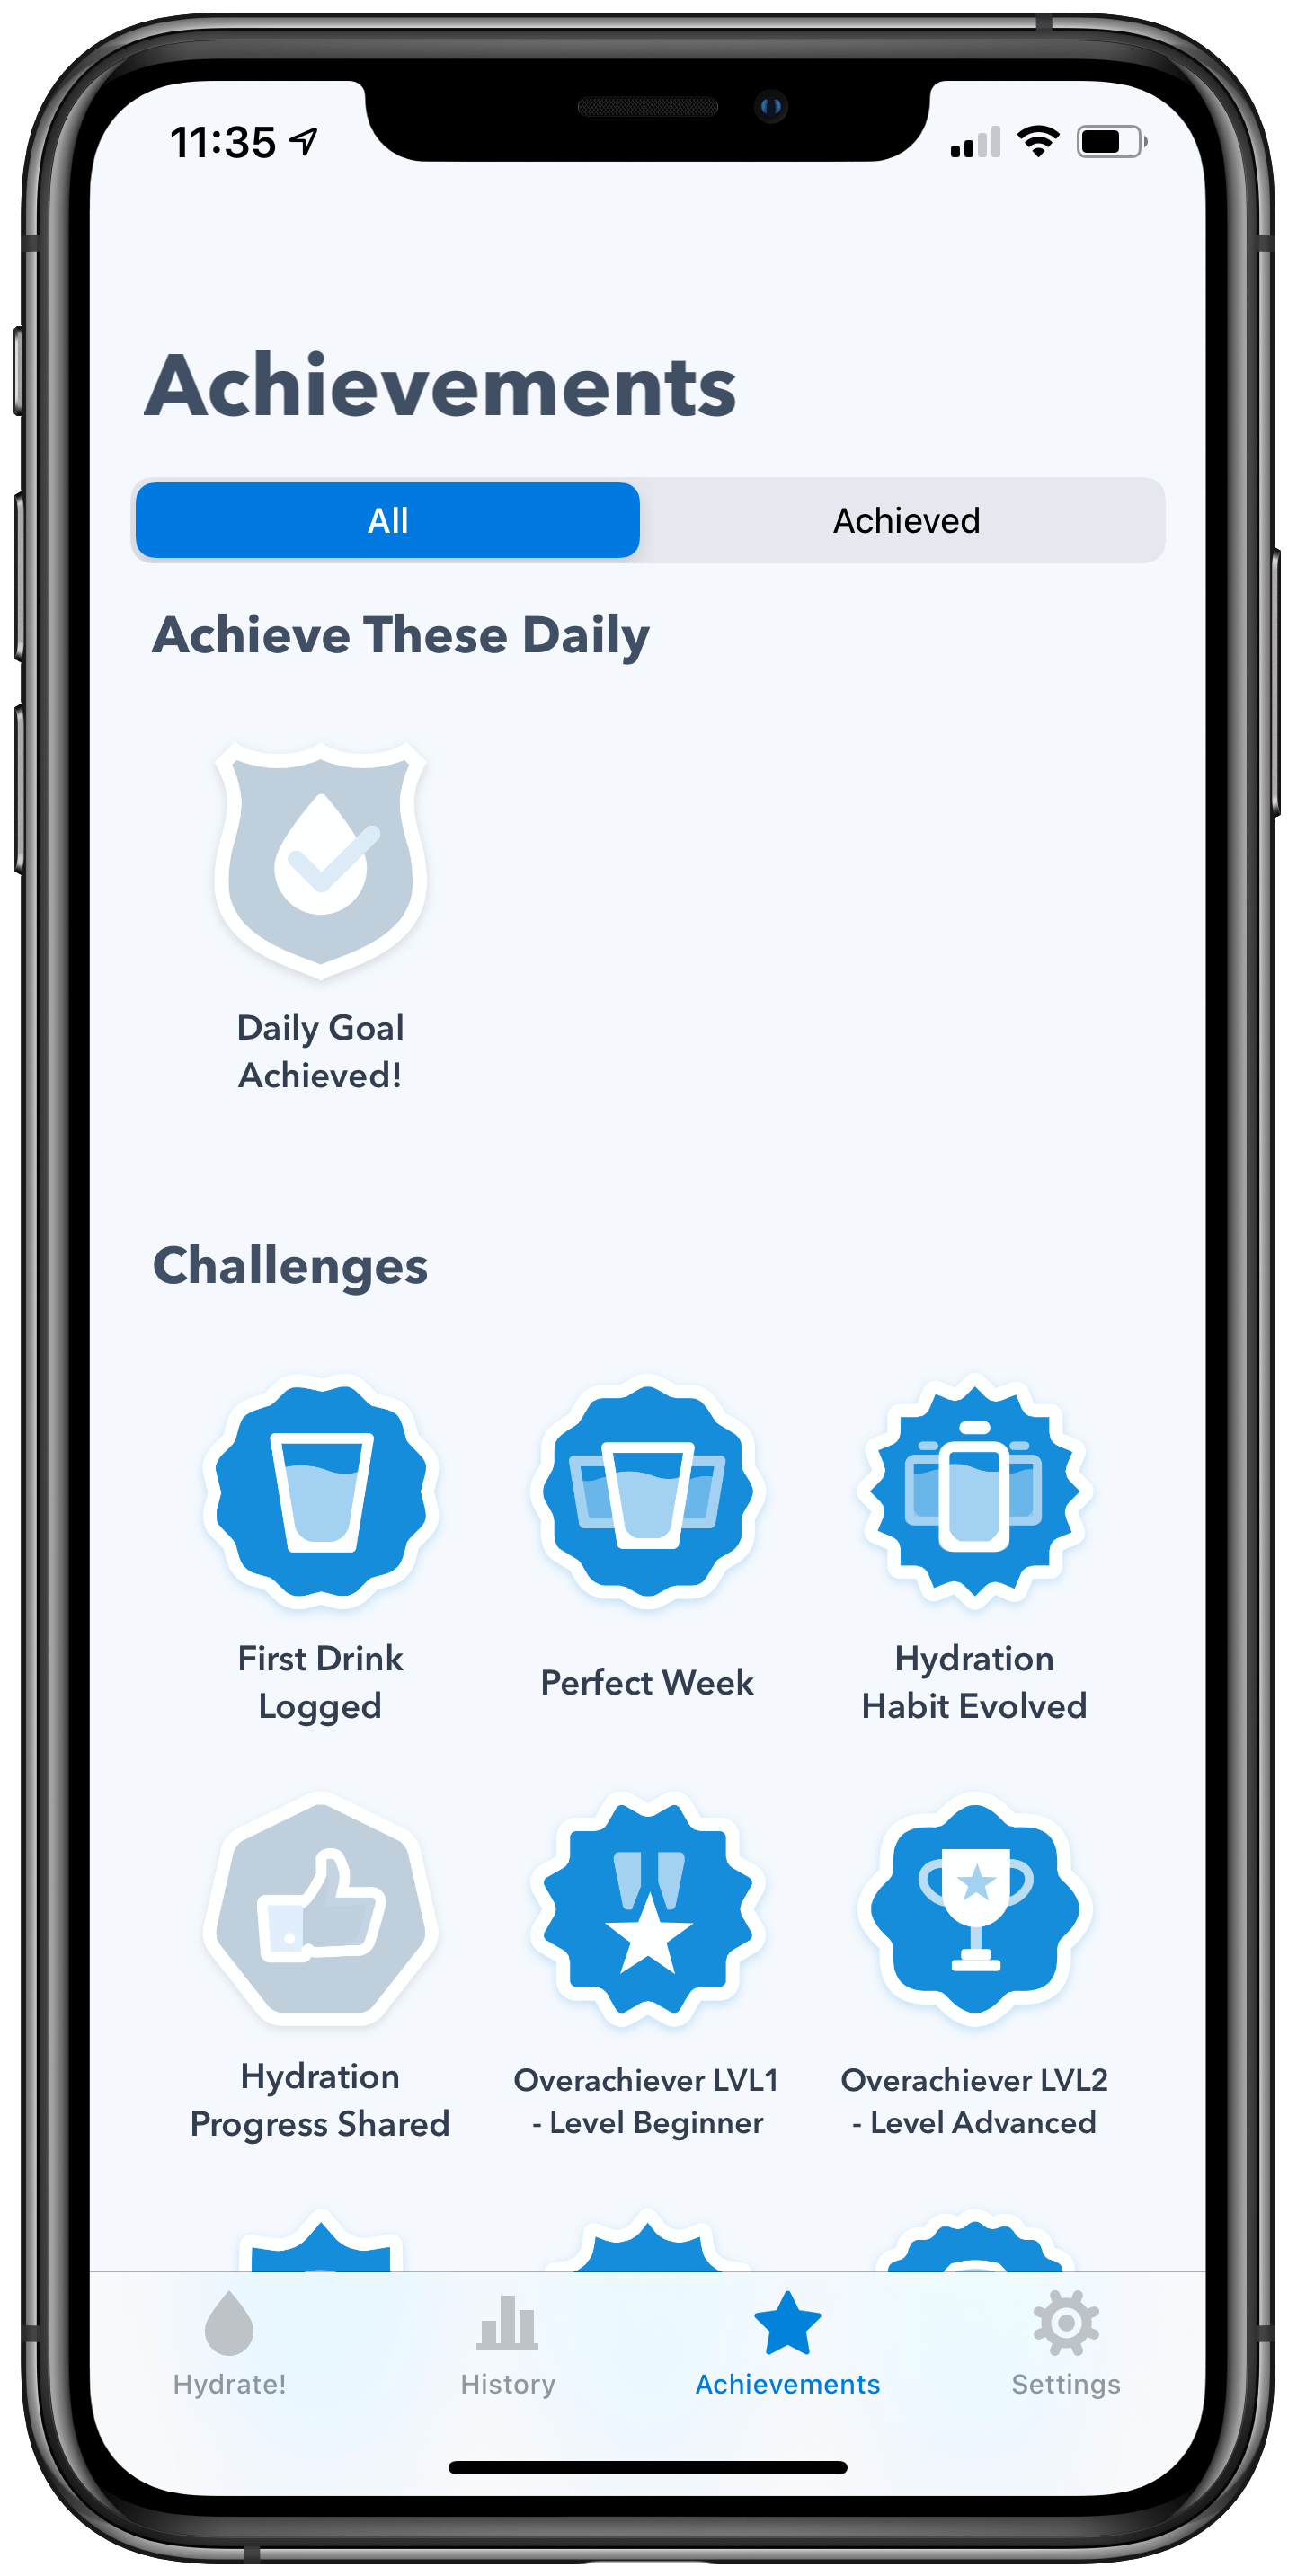 11:35
Achievements
All
Achieved
Achieve These Daily
Daily Goal
Achieved!
Challenges
First Drink
Logged
Perfect Week
Hydration
Habit Evolved
Hydration
Progress Shared
Overachiever LVL1
- Level Beginner
Overachiever LVL2
- Level Advanced
Hydrate!
History
Achievements
Settings